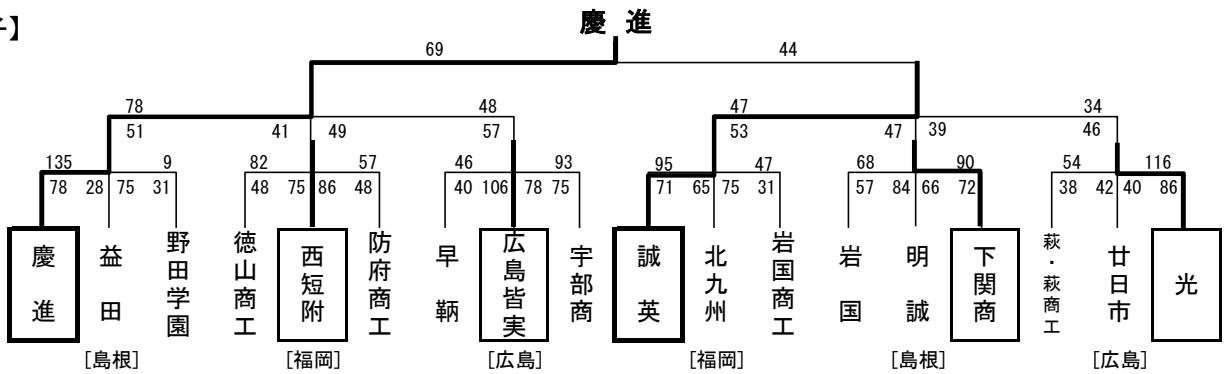 慶進
子】
69 44
78 48 47 34
51 41 49 57 53 47 39 46
135 9 82 57 46 93 95 47 68 90 54 116
78 28 75 31 48 75 86 48 40 106 78 75 71 65 75 31 57 84 66 72 38 42 40 86
慶進
益田
野田学園
徳山商工
西短附
防府商工
早鞆
広島皆実
宇部商
誠英
北九州
岩国商工
岩国
明誠
下関商
萩・萩商工
廿日市
光
[島根] [福岡] [広島] [福岡] [島根] [広島]